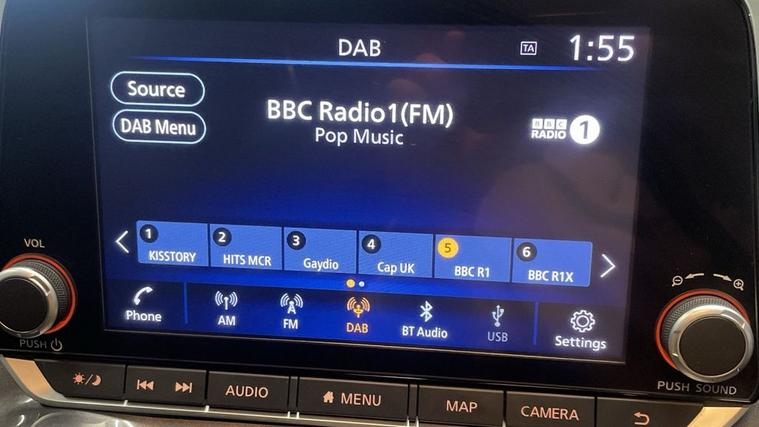 DAB
TA
1:55
Source
DAB Menu
BBC Radio1(FM)
Pop Music
BBC
RADIO 1
1 KISSTORY
2 HITS MCR
3 Gaydio
4 Cap UK
5 BBC R1
6 BBC R1X
Phone
AM
FM
DAB
BT Audio
USB
Settings
VOL
PUSH
PUSH SOUND
AUDIO
MENU
MAP
CAMERA